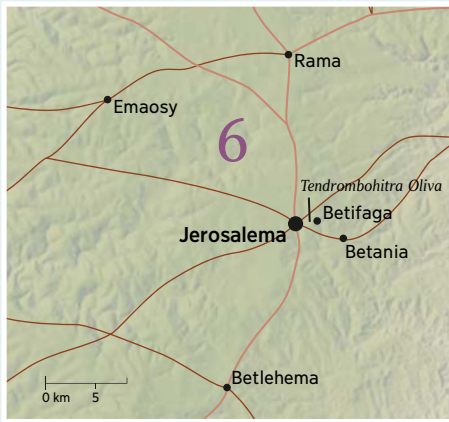 Rama
Emaosy
6
Tendrombohitra Oliva
Betifaga
Jerosalema
Betania
Betlehema
0 km 5